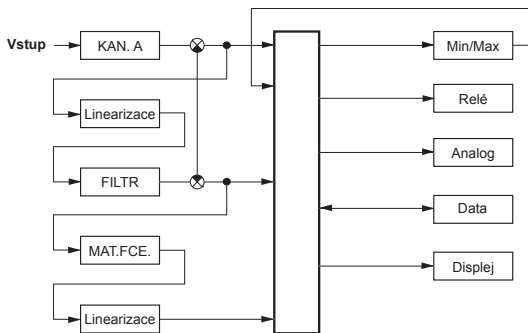 Vstup
KAN. A
Min/Max
Linearizace
Relé
FILTR
Analog
MAT.FCE.
Data
Linearizace
Displej